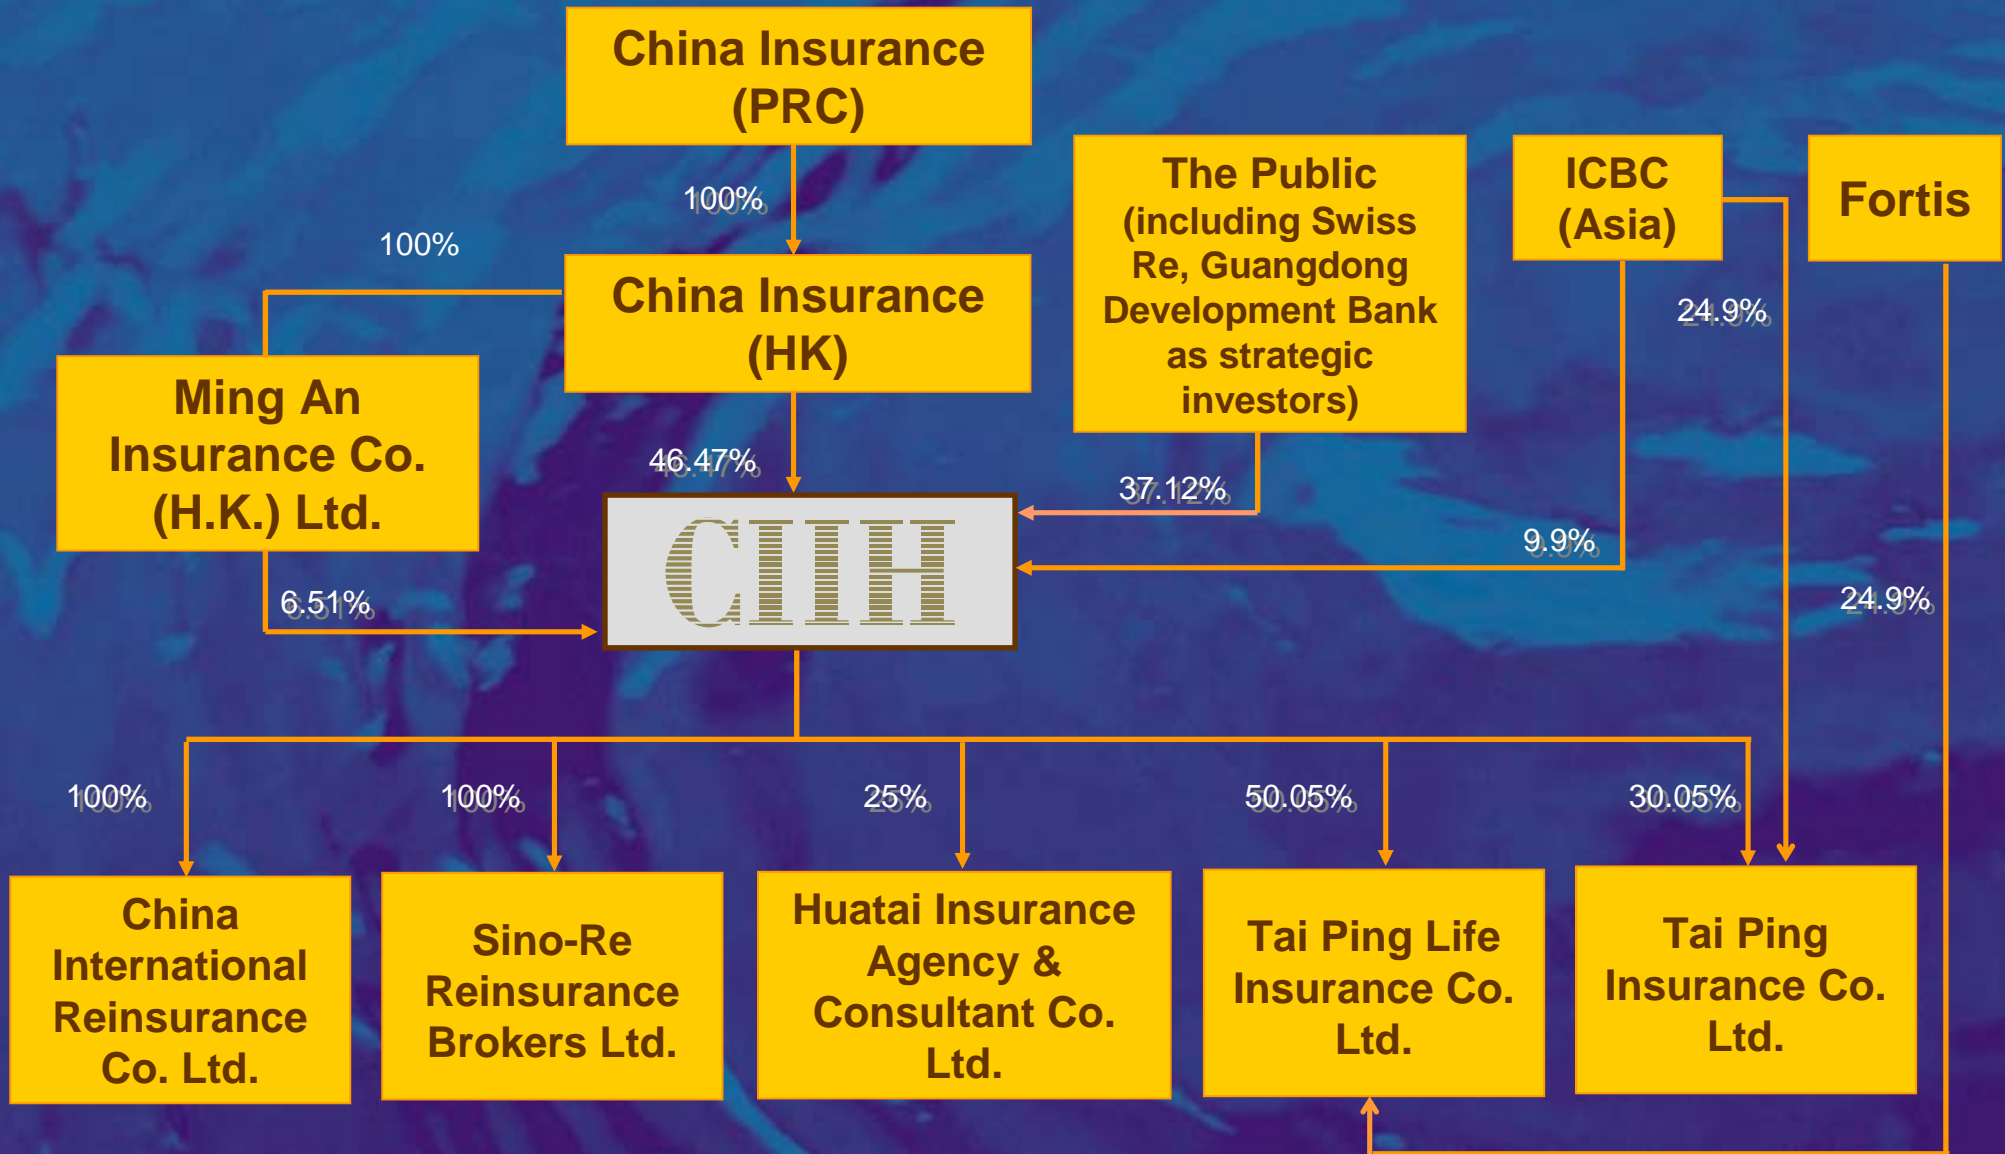 China Insurance
(PRC)
100%
100%
China Insurance
(HK)
The Public
(including Swiss
Re, Guangdong
Development Bank
as strategic
investors)
ICBC
(Asia)
Fortis
24.9%
Ming An
Insurance Co.
(H.K.) Ltd.
46.47%
37.12%
9.9%
6.51%
24.9%
CIIH
100%
100%
25%
50.05%
30.05%
China
International
Reinsurance
Co. Ltd.
Sino-Re
Reinsurance
Brokers Ltd.
Huatai Insurance
Agency &
Consultant Co.
Ltd.
Tai Ping Life
Insurance Co.
Ltd.
Tai Ping
Insurance Co.
Ltd.